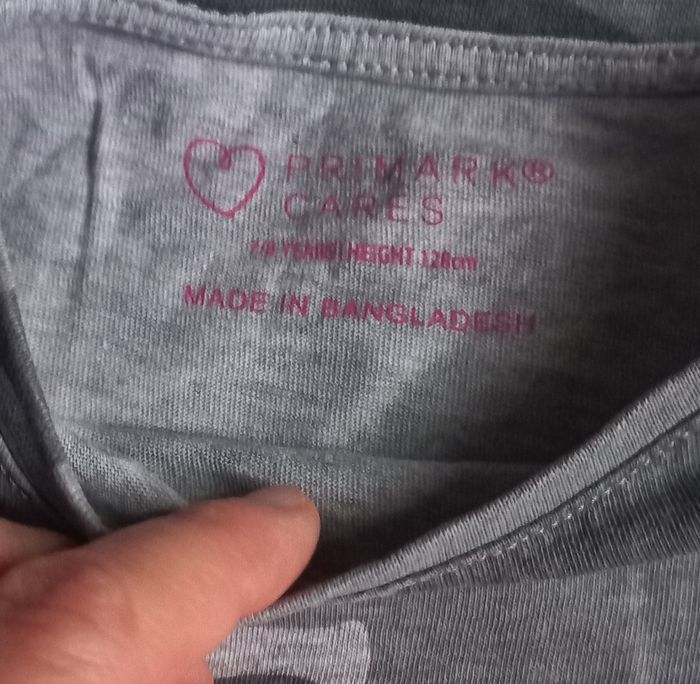 PRIMARK®
CARES
7/8 YEARS | HEIGHT 128cm
MADE IN BANGLADESH